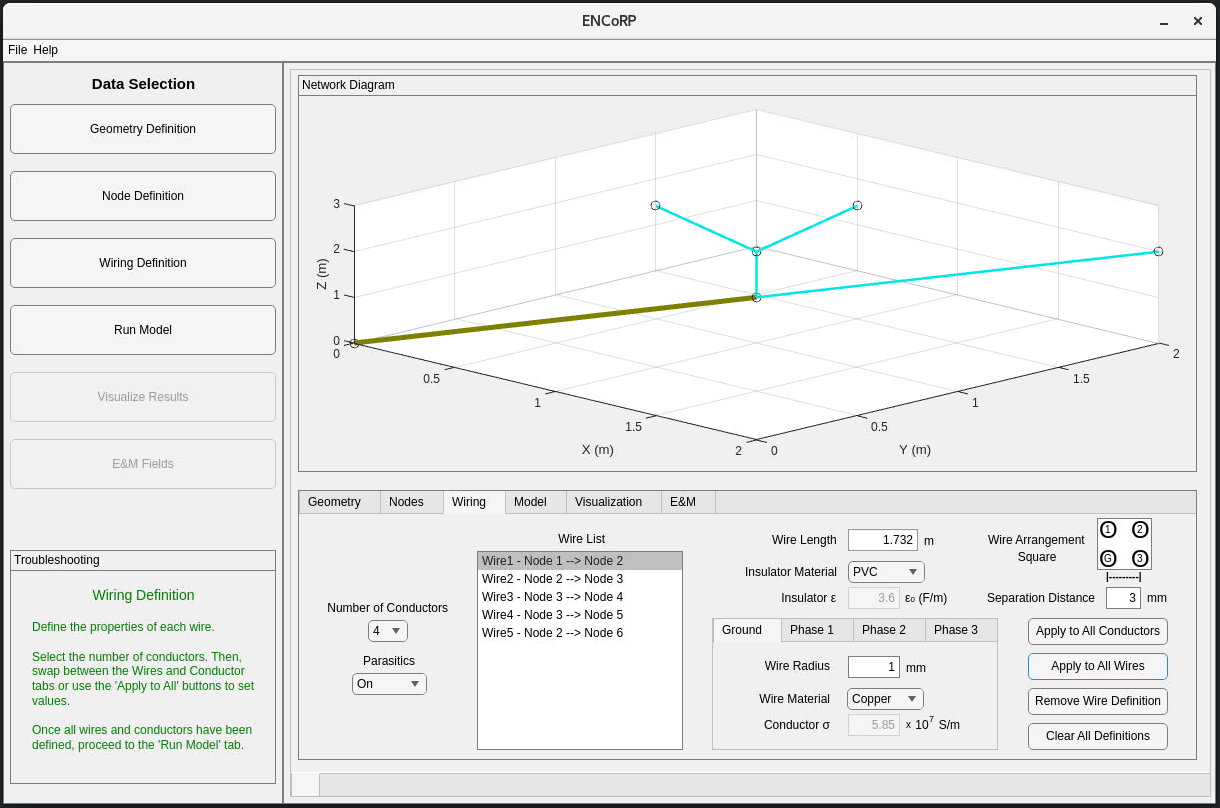 ENCoRP
File Help
Data Selection
Geometry Definition
Node Definition
Wiring Definition
Run Model
Visualize Results
E&M Fields
Troubleshooting
Wiring Definition
Define the properties of each wire.
Select the number of conductors. Then,
swap between the Wires and Conductor
tabs or use the 'Apply to All' buttons to set
values.
Once all wires and conductors have been
defined, proceed to the 'Run Model' tab.
Network Diagram
3
2
1
0
Z (m)
0
0.5
1
1.5
2
X (m)
0
0.5
1
1.5
2
Y (m)
Geometry Nodes Wiring Model Visualization E&M
Number of Conductors
4
Parasitics
On
Wire List
Wire1 - Node 1 --> Node 2
Wire2 - Node 2 --> Node 3
Wire3 - Node 3 --> Node 4
Wire4 - Node 3 --> Node 5
Wire5 - Node 2 --> Node 6
Wire Length 1.732 m
Insulator Material PVC
Insulator ε 3.6 ε₀ (F/m)
Wire Arrangement
Square
1 2
G 3
|---------|
Separation Distance 3 mm
Ground Phase 1 Phase 2 Phase 3
Wire Radius 1 mm
Wire Material Copper
Conductor σ 5.85 x 10⁷ S/m
Apply to All Conductors
Apply to All Wires
Remove Wire Definition
Clear All Definitions